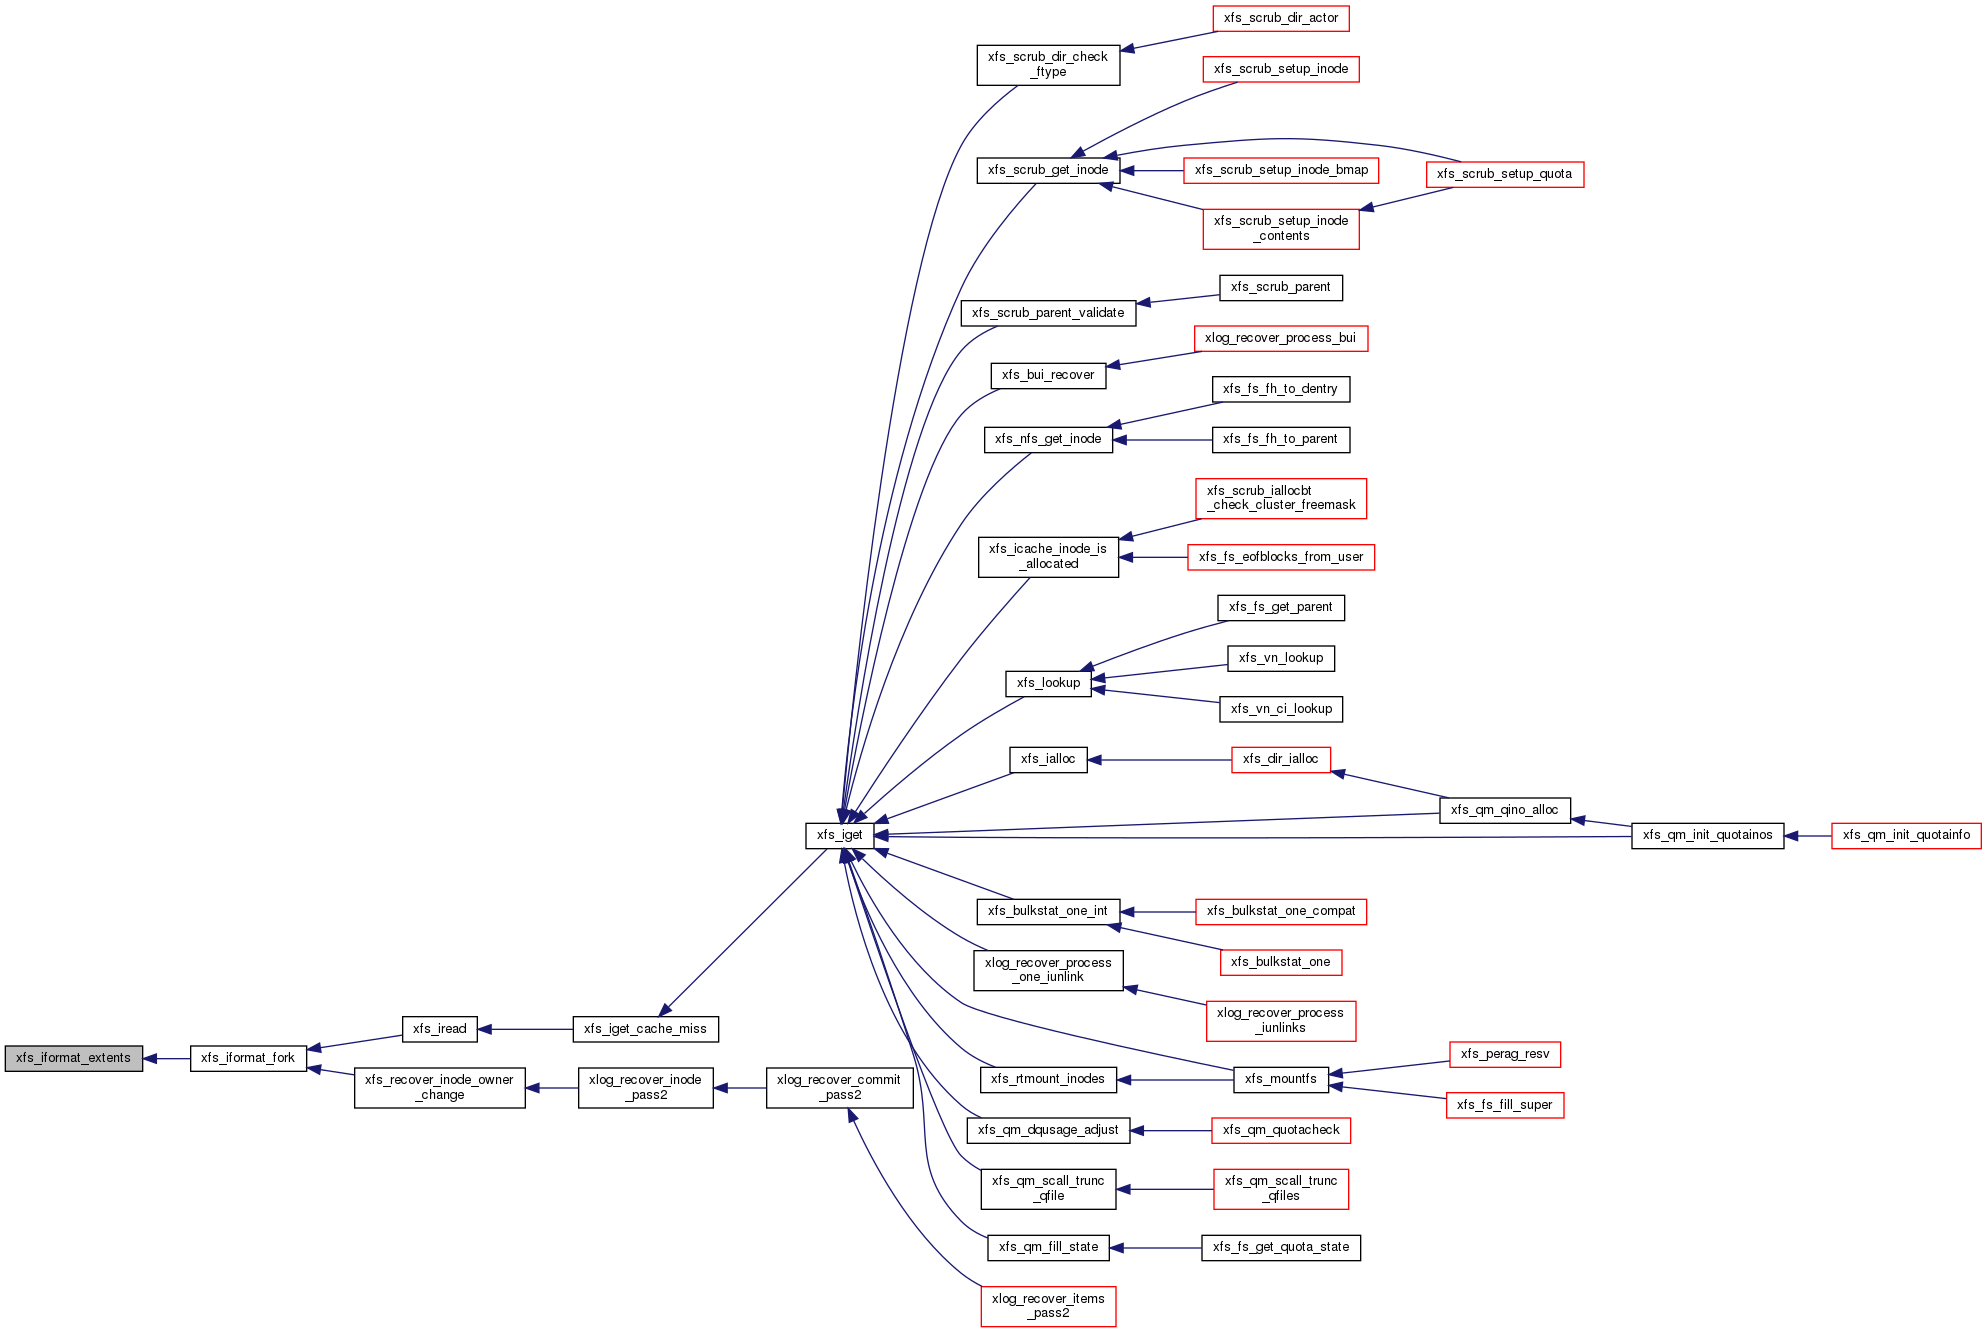 xfs_scrub_dir_actor
xfs_scrub_dir_check
_ftype
xfs_scrub_setup_inode
xfs_scrub_get_inode
xfs_scrub_setup_inode_bmap
xfs_scrub_setup_quota
xfs_scrub_setup_inode
_contents
xfs_scrub_parent
xfs_scrub_parent_validate
xlog_recover_process_bui
xfs_bui_recover
xfs_fs_fh_to_dentry
xfs_nfs_get_inode
xfs_fs_fh_to_parent
xfs_scrub_iallocbt
_check_cluster_freemask
xfs_icache_inode_is
_allocated
xfs_fs_eofblocks_from_user
xfs_fs_get_parent
xfs_vn_lookup
xfs_lookup
xfs_vn_ci_lookup
xfs_ialloc
xfs_dir_ialloc
xfs_qm_qino_alloc
xfs_iget
xfs_qm_init_quotainos
xfs_qm_init_quotainfo
xfs_bulkstat_one_int
xfs_bulkstat_one_compat
xfs_bulkstat_one
xlog_recover_process
_one_iunlink
xlog_recover_process
_iunlinks
xfs_iread
xfs_iget_cache_miss
xfs_iformat_extents
xfs_iformat_fork
xfs_perag_resv
xfs_recover_inode_owner
_change
xlog_recover_inode
_pass2
xlog_recover_commit
_pass2
xfs_rtmount_inodes
xfs_mountfs
xfs_fs_fill_super
xfs_qm_dqusage_adjust
xfs_qm_quotacheck
xfs_qm_scall_trunc
_qfile
xfs_qm_scall_trunc
_qfiles
xfs_qm_fill_state
xfs_fs_get_quota_state
xlog_recover_items
_pass2